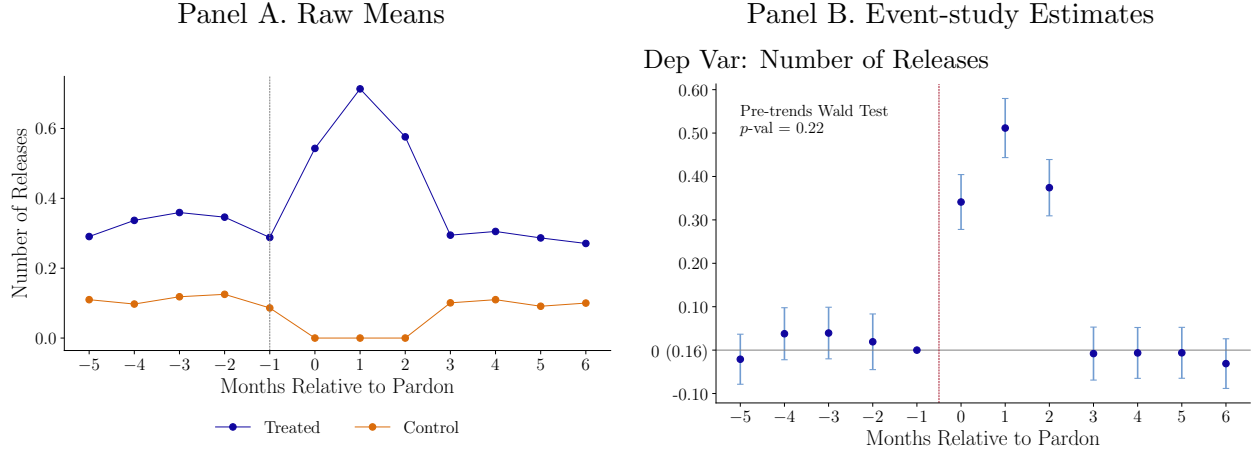 Panel A. Raw Means
Number of Releases
0.6
0.4
0.2
0.0
−5 −4 −3 −2 −1 0 1 2 3 4 5 6
Months Relative to Pardon
Treated Control
Panel B. Event-study Estimates
Dep Var: Number of Releases
Pre-trends Wald Test
p-val = 0.22
0.60
0.50
0.40
0.30
0.20
0.10
0 (0.16)
-0.10
−5 −4 −3 −2 −1 0 1 2 3 4 5 6
Months Relative to Pardon